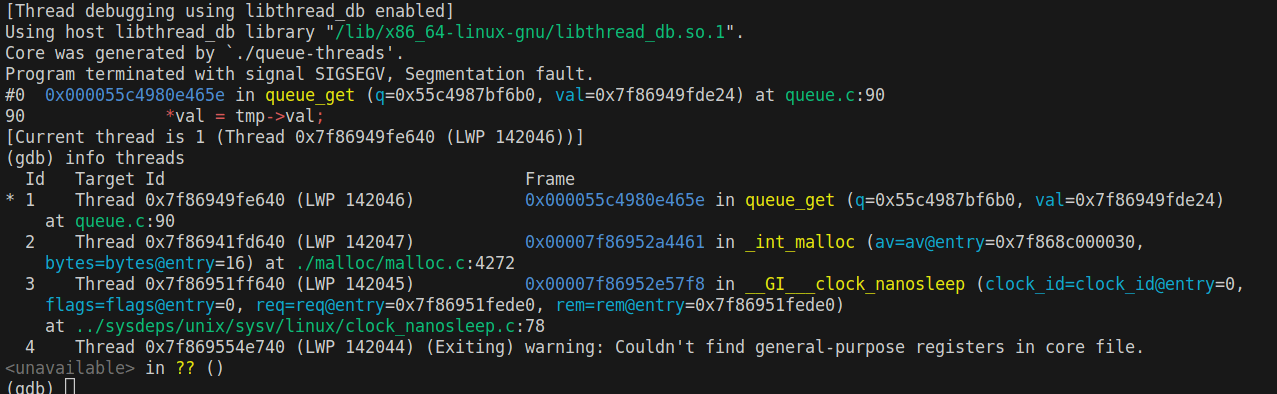 [Thread debugging using libthread_db enabled]
Using host libthread_db library "/lib/x86_64-linux-gnu/libthread_db.so.1".
Core was generated by `./queue-threads'.
Program terminated with signal SIGSEGV, Segmentation fault.
#0  0x000055c4980e465e in queue_get (q=0x55c4987bf6b0, val=0x7f86949fde24) at queue.c:90
90              *val = tmp->val;
[Current thread is 1 (Thread 0x7f86949fe640 (LWP 142046))]
(gdb) info threads
  Id   Target Id                                    Frame
* 1    Thread 0x7f86949fe640 (LWP 142046)           0x000055c4980e465e in queue_get (q=0x55c4987bf6b0, val=0x7f86949fde24)
    at queue.c:90
  2    Thread 0x7f86941fd640 (LWP 142047)           0x00007f86952a4461 in _int_malloc (av=av@entry=0x7f868c000030,
    bytes=bytes@entry=16) at ./malloc/malloc.c:4272
  3    Thread 0x7f86951ff640 (LWP 142045)           0x00007f86952e57f8 in __GI___clock_nanosleep (clock_id=clock_id@entry=0,
    flags=flags@entry=0, req=req@entry=0x7f86951fede0, rem=rem@entry=0x7f86951fede0)
    at ../sysdeps/unix/sysv/linux/clock_nanosleep.c:78
  4    Thread 0x7f869554e740 (LWP 142044) (Exiting) warning: Couldn't find general-purpose registers in core file.
<unavailable> in ?? ()
(gdb)